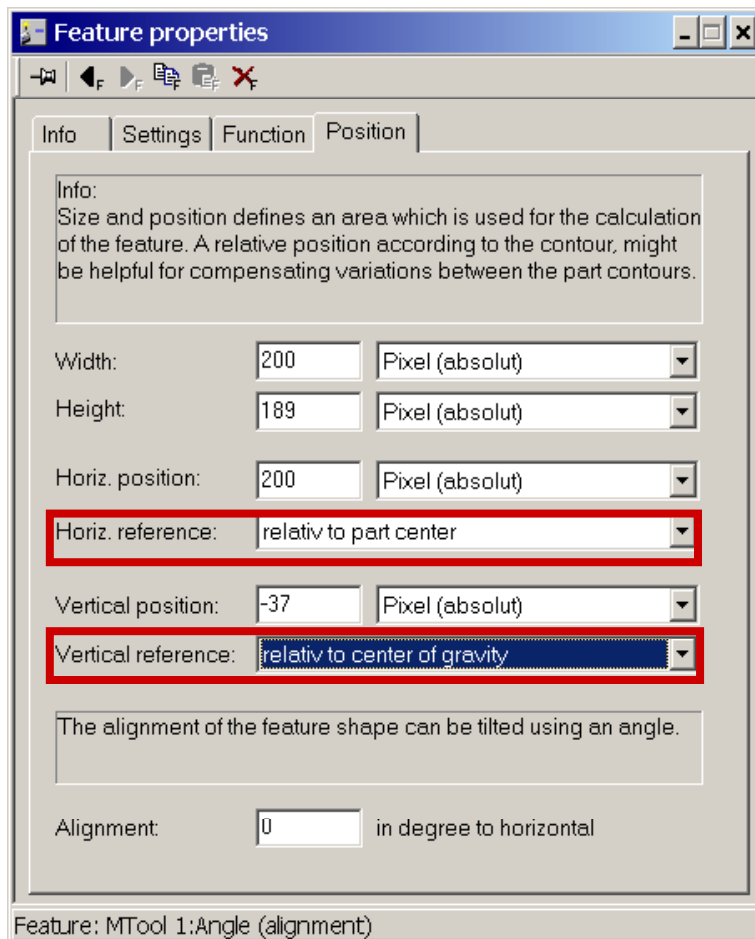 Feature properties
Info Settings Function Position
Info:
Size and position defines an area which is used for the calculation
of the feature. A relative position according to the contour, might
be helpful for compensating variations between the part contours.
Width: 200 Pixel (absolut)
Height: 189 Pixel (absolut)
Horiz. position: 200 Pixel (absolut)
Horiz. reference: relativ to part center
Vertical position: -37 Pixel (absolut)
Vertical reference: relativ to center of gravity
The alignment of the feature shape can be tilted using an angle.
Alignment: 0 in degree to horizontal
Feature: MTool 1:Angle (alignment)